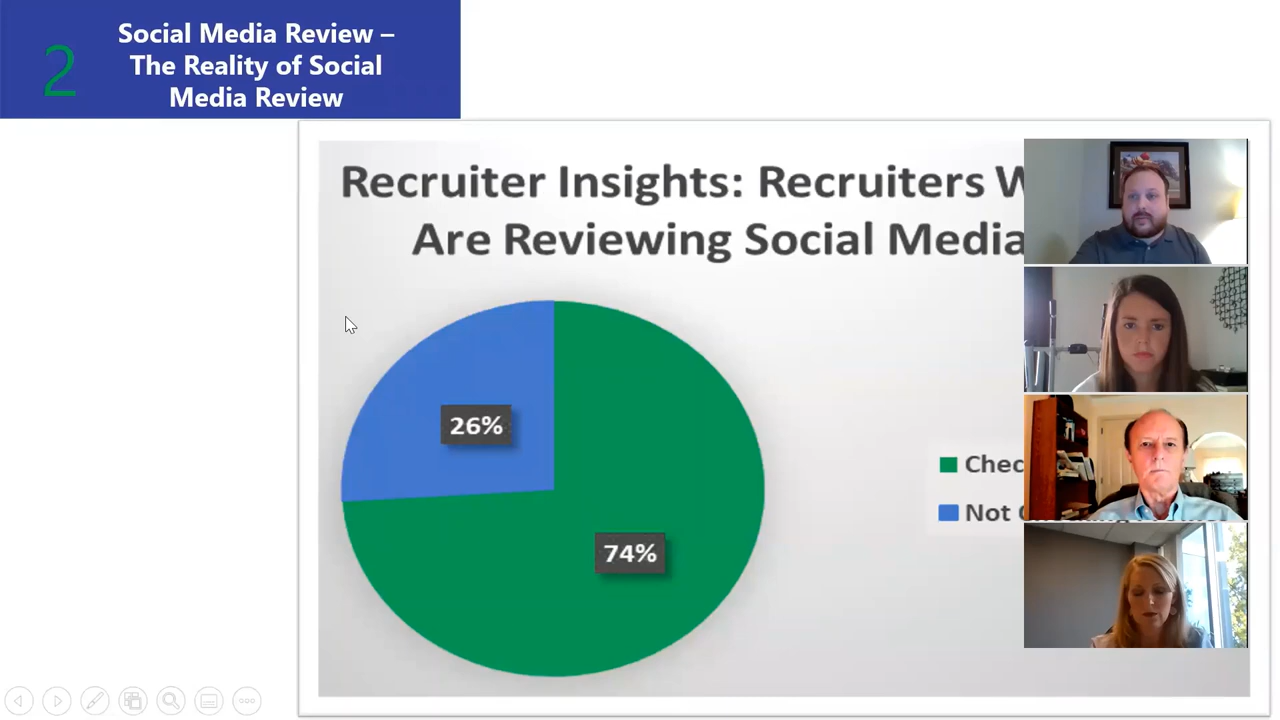 2
Social Media Review –
The Reality of Social
Media Review
Recruiter Insights: Recruiters
Are Reviewing Social Media
26%
74%
Not